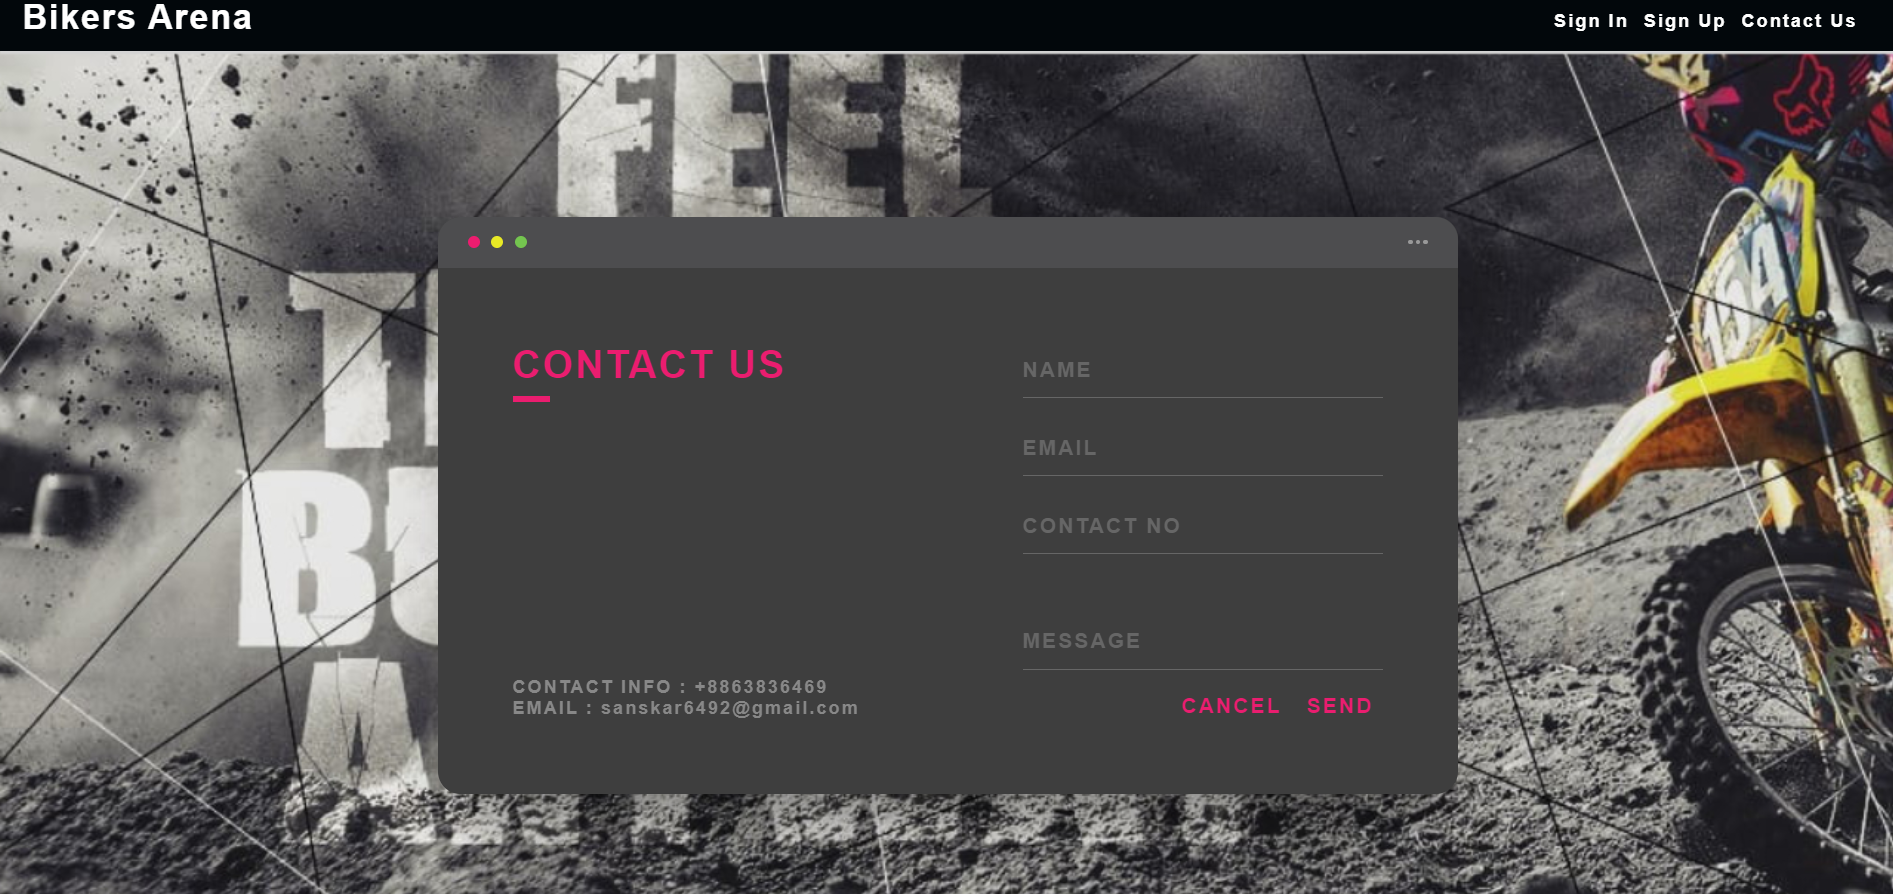 Bikers Arena
Sign In Sign Up Contact Us
FEEL
CONTACT US
NAME
EMAIL
CONTACT NO
MESSAGE
CONTACT INFO : +8863836469
EMAIL : sanskar6492@gmail.com
CANCEL SEND